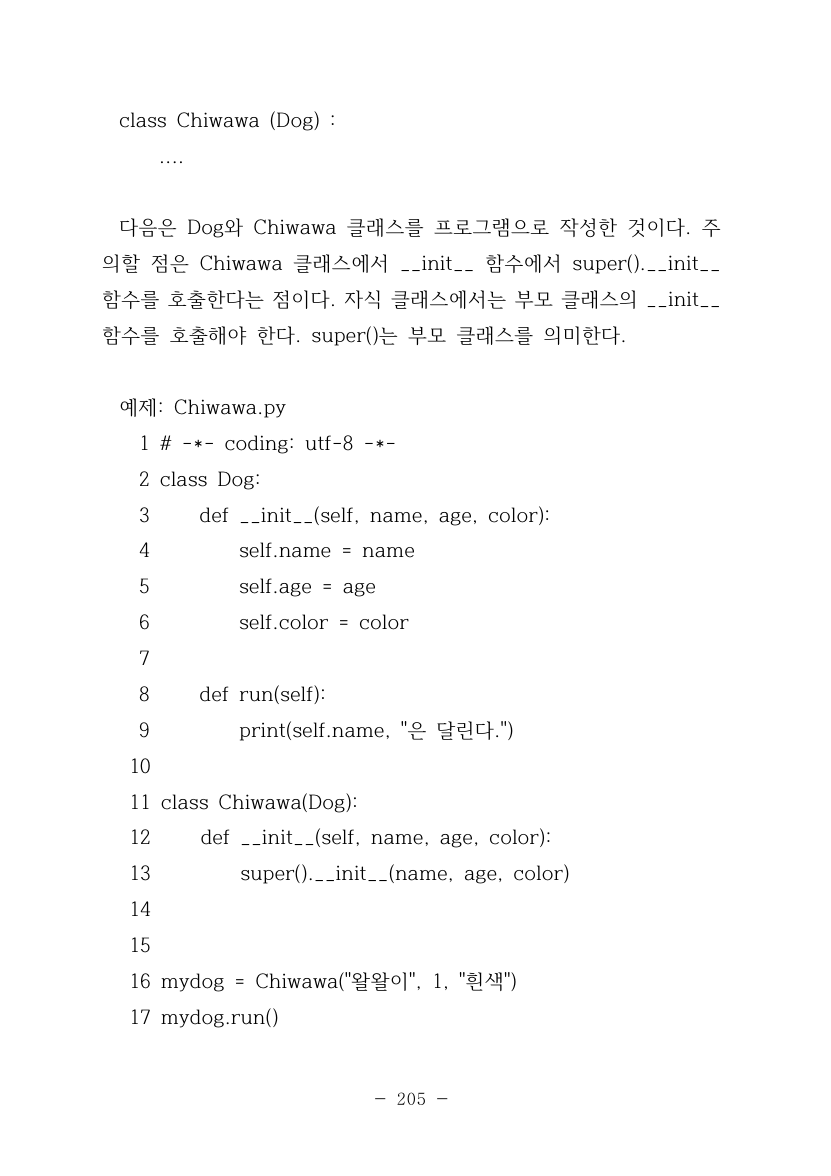 class Chiwawa (Dog) :
....
다음은 Dog와 Chiwawa 클래스를 프로그램으로 작성한 것이다. 주
의할 점은 Chiwawa 클래스에서 __init__ 함수에서 super().__init__
함수를 호출한다는 점이다. 자식 클래스에서는 부모 클래스의 __init__
함수를 호출해야 한다. super()는 부모 클래스를 의미한다.
예제: Chiwawa.py
1 # -*- coding: utf-8 -*-
2 class Dog:
3     def __init__(self, name, age, color):
4         self.name = name
5         self.age = age
6         self.color = color
7
8     def run(self):
9         print(self.name, "은 달린다.")
10
11 class Chiwawa(Dog):
12     def __init__(self, name, age, color):
13         super().__init__(name, age, color)
14
15
16 mydog = Chiwawa("왈왈이", 1, "흰색")
17 mydog.run()
- 205 -